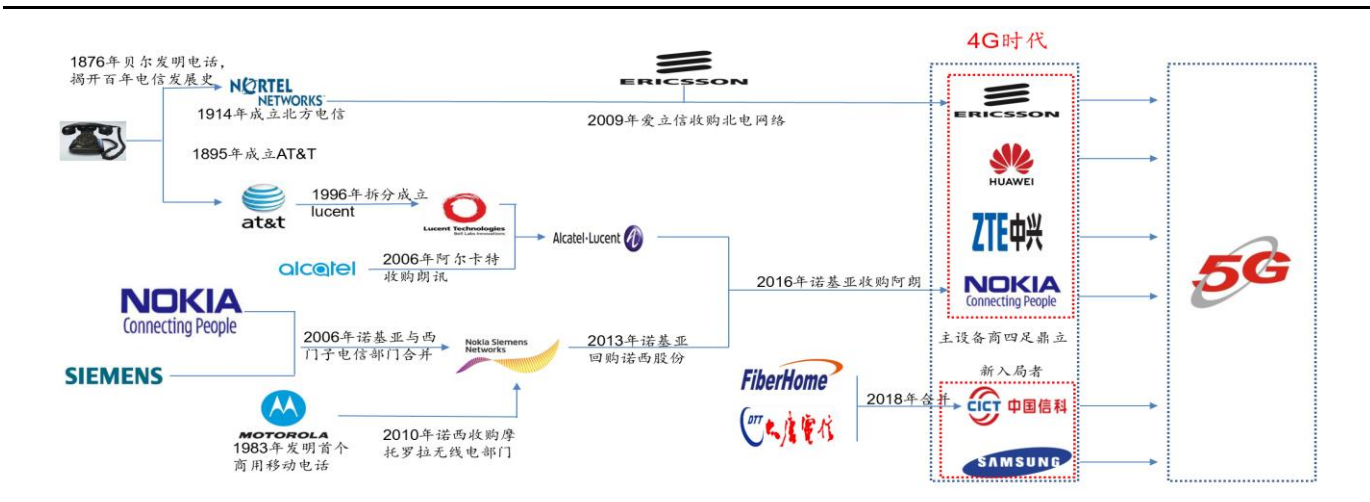 4G时代
1876年贝尔发明电话,
揭开百年电信发展史
NORTEL
NETWORKS
1914年成立北方电信
ERICSSON
2009年爱立信收购北电网络
ERICSSON
1895年成立AT&T
HUAWEI
at&t
1996年拆分成立
lucent
Lucent Technologies
Bell Labs Innovations
Alcatel-Lucent
ZTE中兴
alcatel
2006年阿尔卡特
收购朗讯
5G
NOKIA
Connecting People
2016年诺基亚收购阿朗
NOKIA
Connecting People
SIEMENS
2006年诺基亚与西
门子电信部门合并
Nokia Siemens
Networks
2013年诺基亚
回购诺西股份
主设备商四足鼎立
新入局者
FiberHome
2018年合并
CICT 中国信科
DTT 大唐电信
MOTOROLA
1983年发明首个
商用移动电话
2010年诺西收购摩
托罗拉无线电部门
SAMSUNG